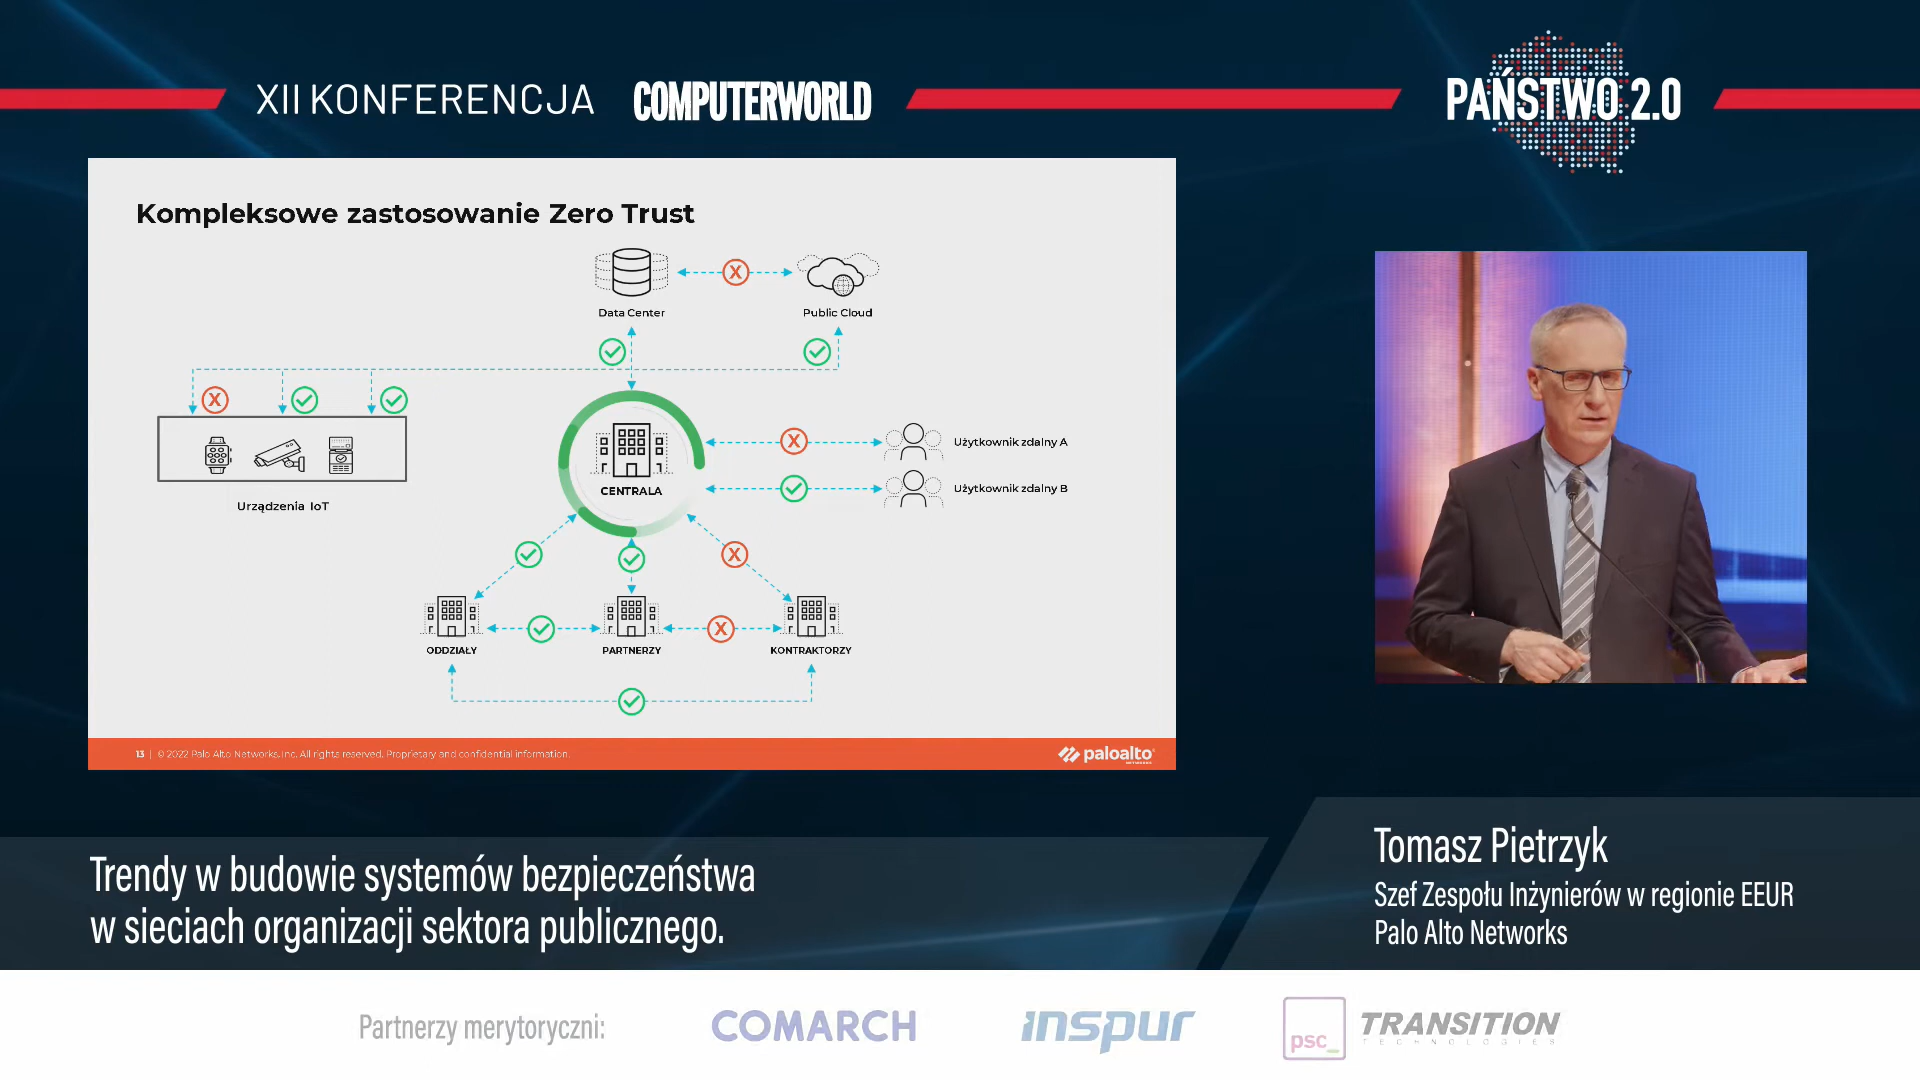 XII KONFERENCJA COMPUTERWORLD
PAŃSTWO 2.0
Kompleksowe zastosowanie Zero Trust
X
Data Center
Public Cloud
X
X
Użytkownik zdalny A
CENTRALA
Użytkownik zdalny B
Urządzenia IoT
X
X
ODDZIAŁY
PARTNERZY
KONTRAKTORZY
13 | © 2022 Palo Alto Networks, Inc. All rights reserved. Proprietary and confidential information.
paloalto
NETWORKS
Trendy w budowie systemów bezpieczeństwa
w sieciach organizacji sektora publicznego.
Tomasz Pietrzyk
Szef Zespołu Inżynierów w regionie EEUR
Palo Alto Networks
Partnerzy merytoryczni:
COMARCH
inspur
psc_
TRANSITION
TECHNOLOGIES